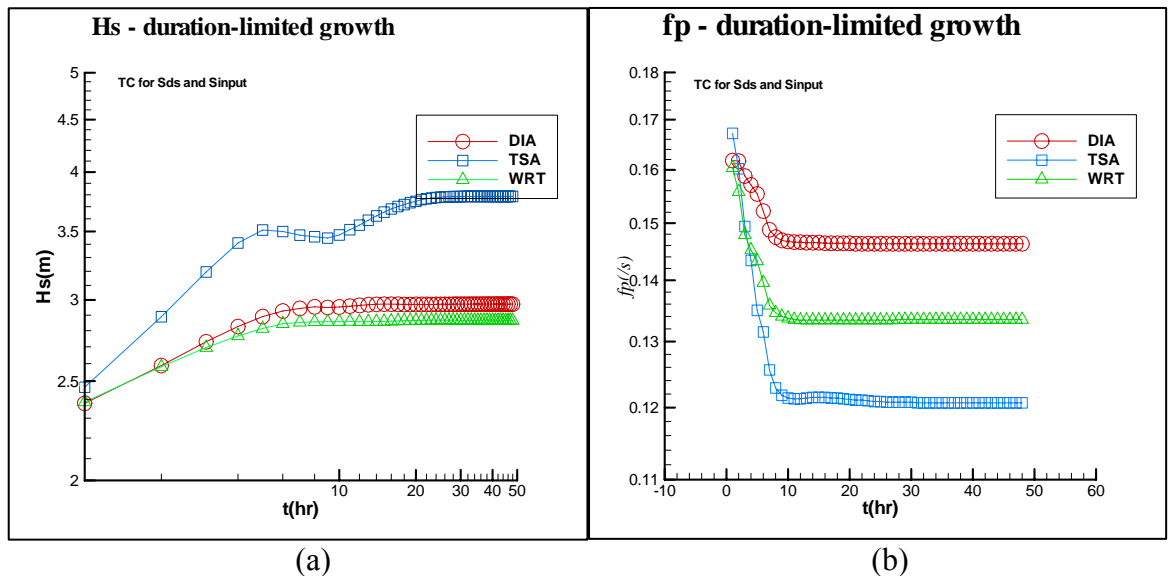 Hs - duration-limited growth
TC for Sds and Sinput
DIA
TSA
WRT
5
4.5
4
3.5
3
2.5
2
Hs(m)
10
20
30
40
50
t(hr)
(a)
fp - duration-limited growth
TC for Sds and Sinput
DIA
TSA
WRT
0.18
0.17
0.16
0.15
0.14
0.13
0.12
0.11
fp(/s)
-10
0
10
20
30
40
50
60
t(hr)
(b)